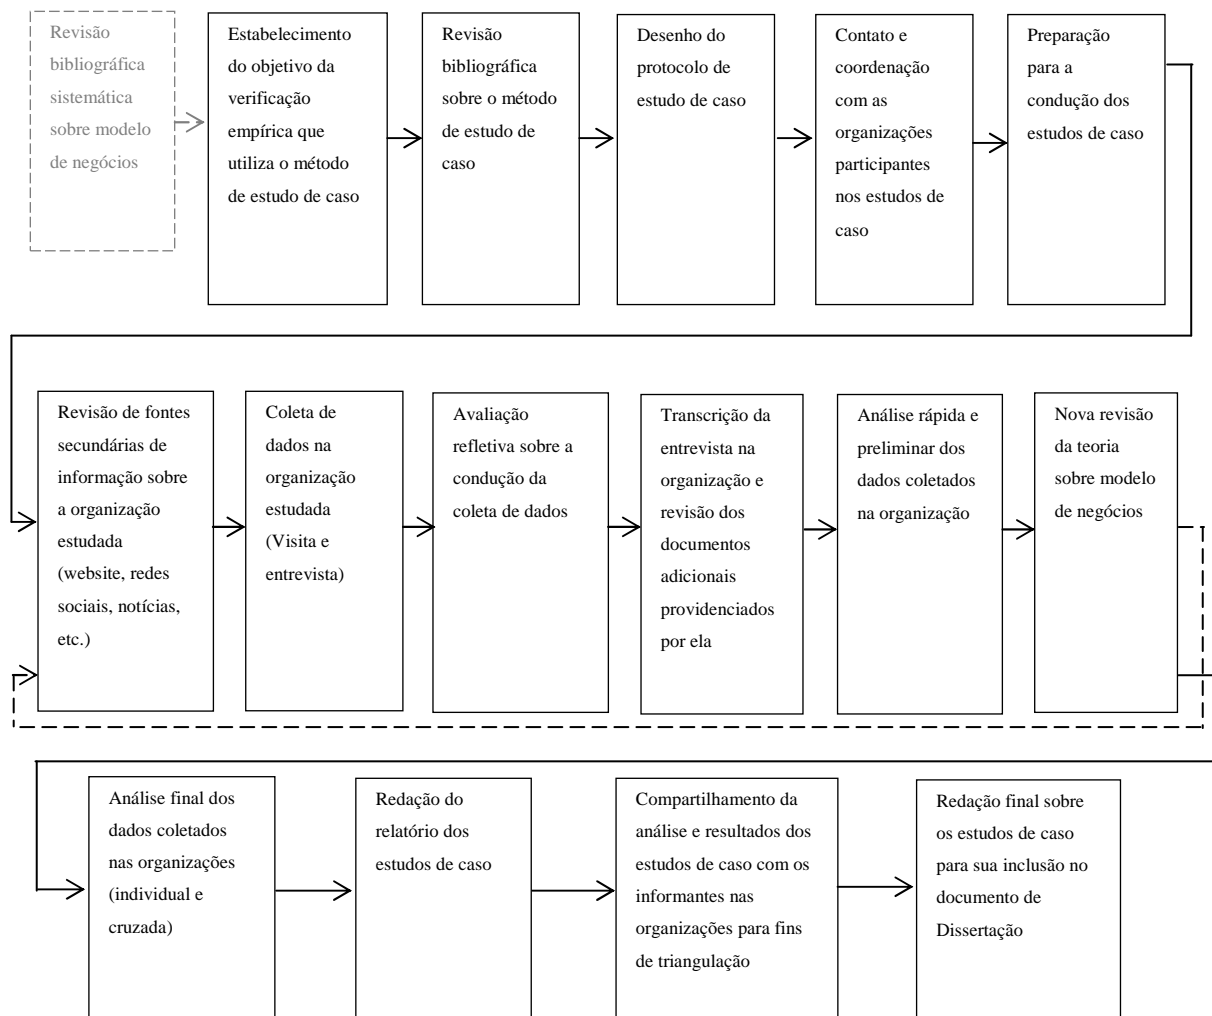 Revisão
bibliográfica
sistemática
sobre modelo
de negócios
Estabelecimento
do objetivo da
verificação
empírica que
utiliza o método
de estudo de caso
Revisão
bibliográfica
sobre o método
de estudo de
caso
Desenho do
protocolo de
estudo de caso
Contato e
coordenação
com as
organizações
participantes
nos estudos de
caso
Preparação
para a
condução dos
estudos de caso
Revisão de fontes
secundárias de
informação sobre
a organização
estudada
(website, redes
sociais, notícias,
etc.)
Coleta de
dados na
organização
estudada
(Visita e
entrevista)
Avaliação
refletiva sobre a
condução da
coleta de dados
Transcrição da
entrevista na
organização e
revisão dos
documentos
adicionais
providenciados
por ela
Análise rápida e
preliminar dos
dados coletados
na organização
Nova revisão
da teoria
sobre modelo
de negócios
Análise final dos
dados coletados
nas organizações
(individual e
cruzada)
Redação do
relatório dos
estudos de caso
Compartilhamento da
análise e resultados dos
estudos de caso com os
informantes nas
organizações para fins
de triangulação
Redação final sobre
os estudos de caso
para sua inclusão no
documento de
Dissertação